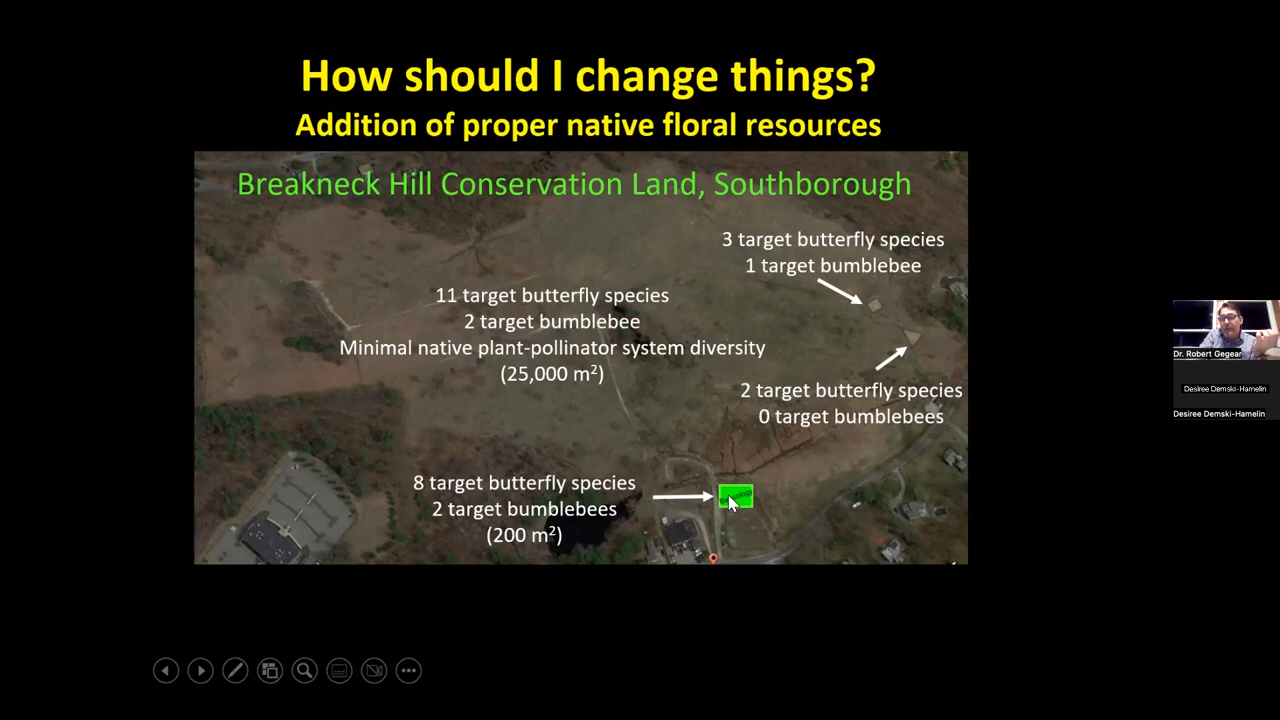 How should I change things?
Addition of proper native floral resources
Breakneck Hill Conservation Land, Southborough
3 target butterfly species
1 target bumblebee
11 target butterfly species
2 target bumblebee
Minimal native plant-pollinator system diversity
(25,000 m²)
2 target butterfly species
0 target bumblebees
8 target butterfly species
2 target bumblebees
(200 m²)
Dr. Robert Gegear
Desiree Demski-Hamelin
Desiree Demski-Hamelin